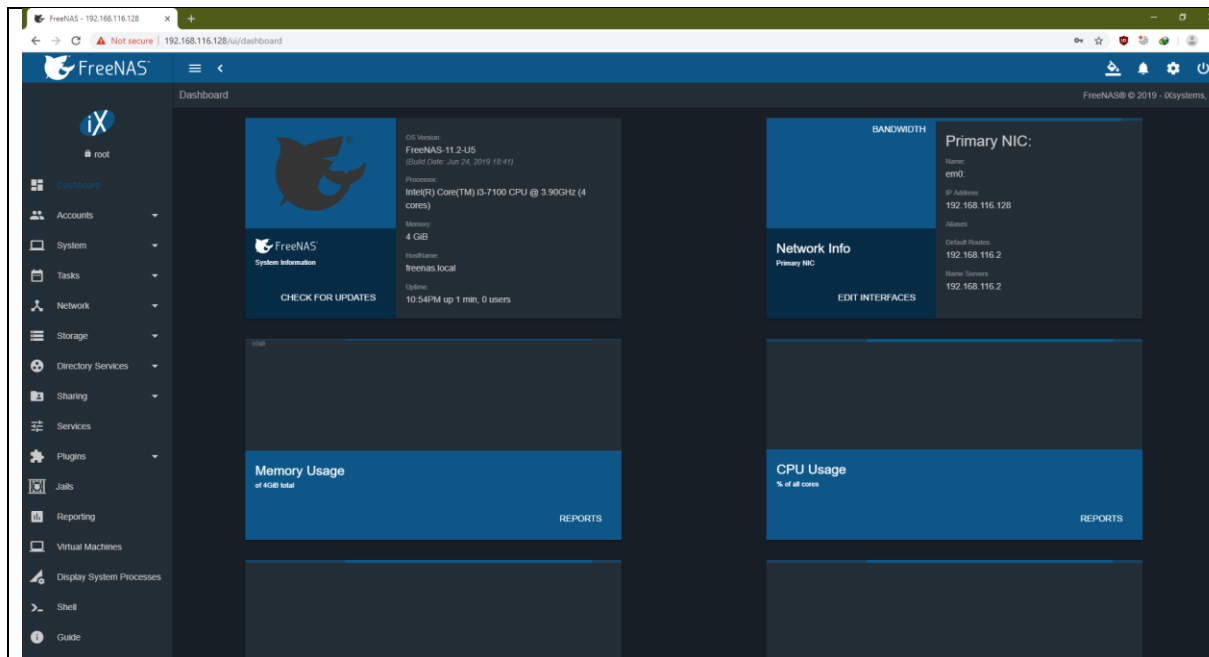 FreeNAS - 192.168.116.128
Not secure
192.168.116.128/ui/dashboard
FreeNAS
Dashboard
FreeNAS® © 2019 - iXsystems,
iX
root
Dashboard
Accounts
System
Tasks
Network
Storage
Directory Services
Sharing
Services
Plugins
Jails
Reporting
Virtual Machines
Display System Processes
Shell
Guide
FreeNAS
System Information
CHECK FOR UPDATES
OS Version:
FreeNAS-11.2-U5
(Build Date: Jun 24, 2019 18:41)
Processor:
Intel(R) Core(TM) i3-7100 CPU @ 3.90GHz (4
cores)
Memory:
4 GiB
HostName:
freenas.local
Uptime:
10:54PM up 1 min, 0 users
BANDWIDTH
Network Info
Primary NIC
EDIT INTERFACES
Primary NIC:
Name:
em0:
IP Address:
192.168.116.128
Aliases:
Default Routes:
192.168.116.2
Name Servers:
192.168.116.2
Memory Usage
of 4GiB total
REPORTS
CPU Usage
% of all cores
REPORTS